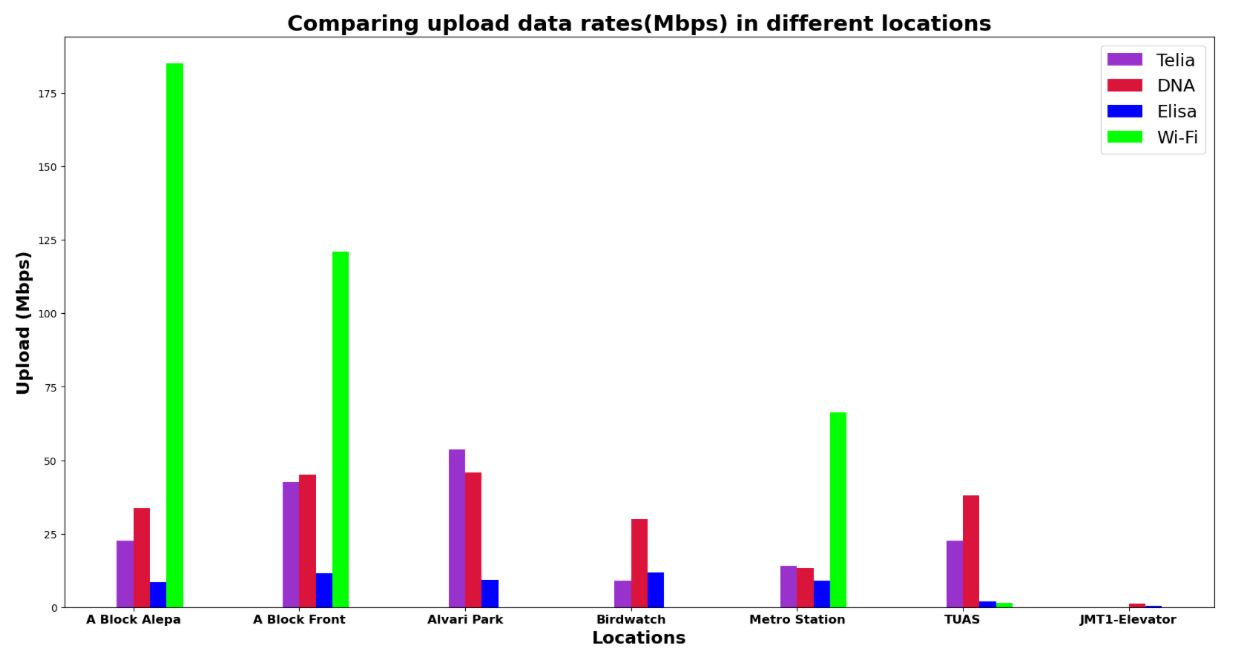 Comparing upload data rates(Mbps) in different locations
Telia
DNA
Elisa
Wi-Fi
Upload (Mbps)
175
150
125
100
75
50
25
0
A Block Alepa A Block Front Alvari Park Birdwatch Metro Station TUAS JMT1-Elevator
Locations